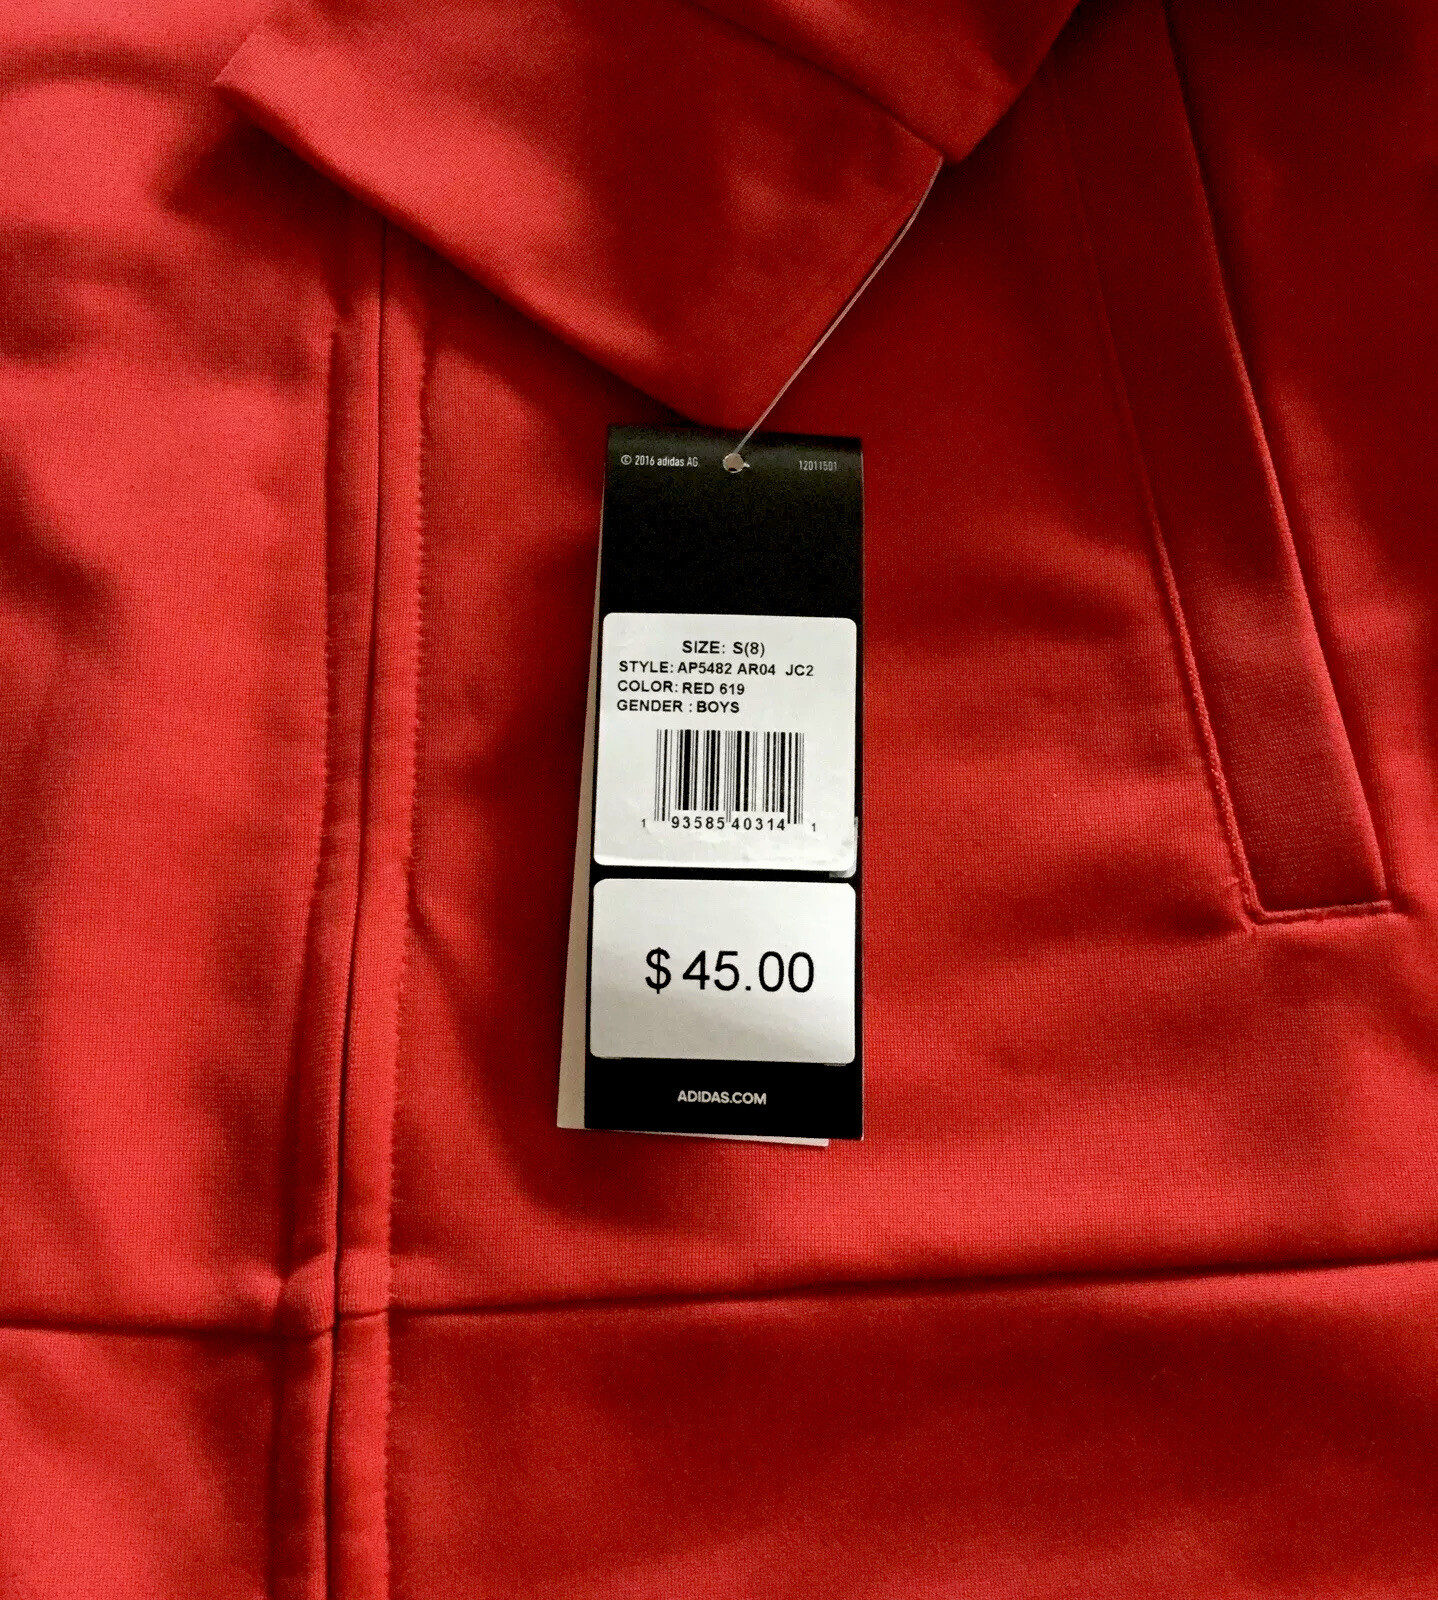 © 2016 adidas AG. 12011501
SIZE: S(8)
STYLE: AP5482 AR04 JC2
COLOR: RED 619
GENDER : BOYS
1 93585 40314 1
$ 45.00
ADIDAS.COM